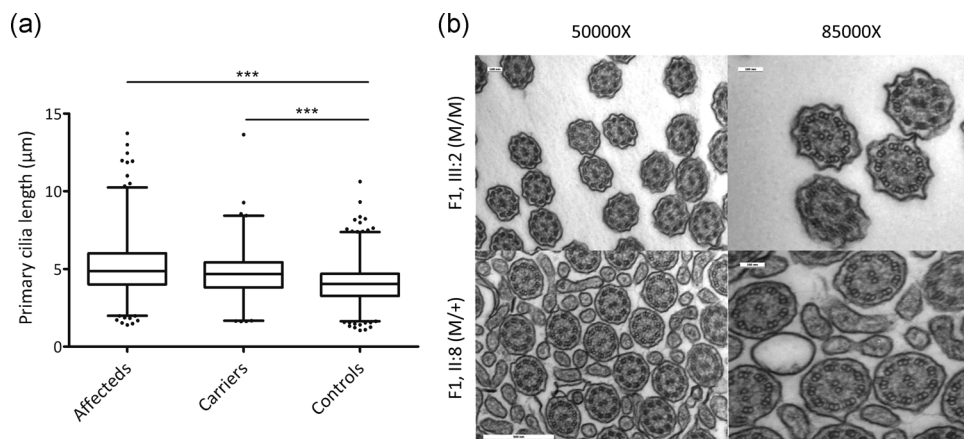 (a)
***
***
15
10
5
0
Primary cilia length (µm)
Affecteds
Carriers
Controls
(b)
50000X
85000X
F1, III:2 (M/M)
F1, II:8 (M/+)